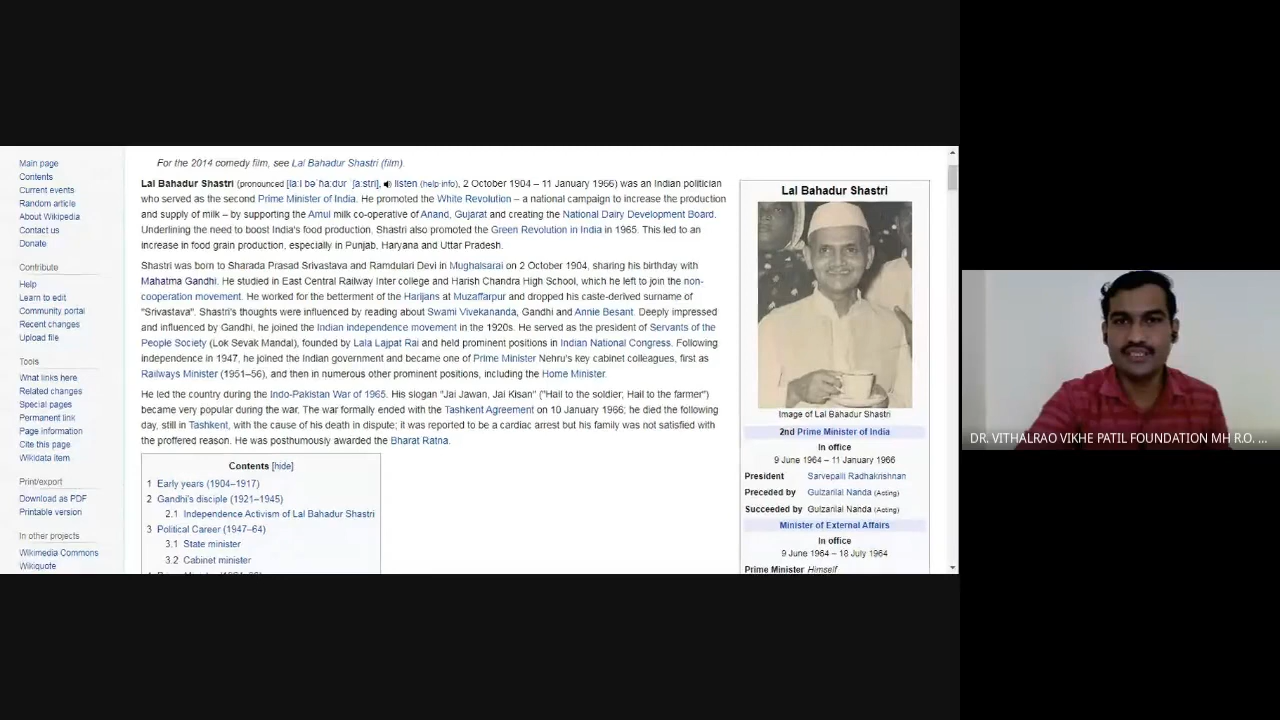 Main page
Contents
Current events
Random article
About Wikipedia
Contact us
Donate
Contribute
Help
Learn to edit
Community portal
Recent changes
Upload file
Tools
What links here
Related changes
Special pages
Permanent link
Page information
Cite this page
Wikidata item
Print/export
Download as PDF
Printable version
In other projects
Wikimedia Commons
Wikiquote
For the 2014 comedy film, see Lal Bahadur Shastri (film).
Lal Bahadur Shastri (pronounced [laːl bəˈɦaːdʊr ˈʃaːstri], listen (help·info), 2 October 1904 – 11 January 1966) was an Indian politician
who served as the second Prime Minister of India. He promoted the White Revolution – a national campaign to increase the production
and supply of milk – by supporting the Amul milk co-operative of Anand, Gujarat and creating the National Dairy Development Board.
Underlining the need to boost India's food production, Shastri also promoted the Green Revolution in India in 1965. This led to an
increase in food grain production, especially in Punjab, Haryana and Uttar Pradesh.
Shastri was born to Sharada Prasad Srivastava and Ramdulari Devi in Mughalsarai on 2 October 1904, sharing his birthday with
Mahatma Gandhi. He studied in East Central Railway Inter college and Harish Chandra High School, which he left to join the non-
cooperation movement. He worked for the betterment of the Harijans at Muzaffarpur and dropped his caste-derived surname of
"Srivastava". Shastri's thoughts were influenced by reading about Swami Vivekananda, Gandhi and Annie Besant. Deeply impressed
and influenced by Gandhi, he joined the Indian independence movement in the 1920s. He served as the president of Servants of the
People Society (Lok Sevak Mandal), founded by Lala Lajpat Rai and held prominent positions in Indian National Congress. Following
independence in 1947, he joined the Indian government and became one of Prime Minister Nehru's key cabinet colleagues, first as
Railways Minister (1951–56), and then in numerous other prominent positions, including the Home Minister.
He led the country during the Indo-Pakistan War of 1965. His slogan "Jai Jawan, Jai Kisan" ("Hail to the soldier; Hail to the farmer")
became very popular during the war. The war formally ended with the Tashkent Agreement on 10 January 1966; he died the following
day, still in Tashkent, with the cause of his death in dispute; it was reported to be a cardiac arrest but his family was not satisfied with
the proffered reason. He was posthumously awarded the Bharat Ratna.
Contents [hide]
1 Early years (1904–1917)
2 Gandhi's disciple (1921–1945)
2.1 Independence Activism of Lal Bahadur Shastri
3 Political Career (1947–64)
3.1 State minister
3.2 Cabinet minister
Lal Bahadur Shastri
Image of Lal Bahadur Shastri
2nd Prime Minister of India
In office
9 June 1964 – 11 January 1966
President Sarvepalli Radhakrishnan
Preceded by Gulzarilal Nanda (Acting)
Succeeded by Gulzarilal Nanda (Acting)
Minister of External Affairs
In office
9 June 1964 – 18 July 1964
Prime Minister Himself
DR. VITHALRAO VIKHE PATIL FOUNDATION MH R.O. ...